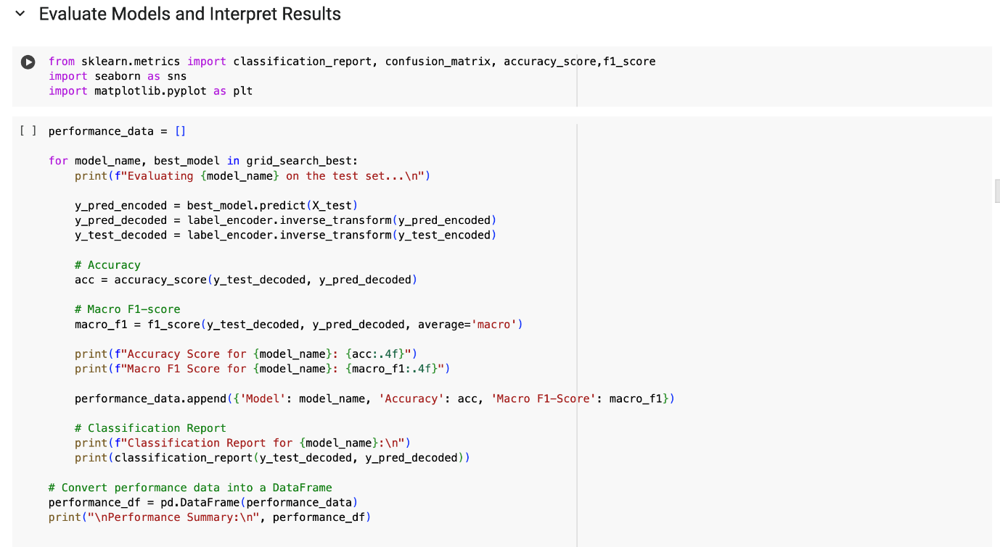 Evaluate Models and Interpret Results
from sklearn.metrics import classification_report, confusion_matrix, accuracy_score,f1_score
import seaborn as sns
import matplotlib.pyplot as plt
[ ] performance_data = []
for model_name, best_model in grid_search_best:
    print(f"Evaluating {model_name} on the test set...\n")
    y_pred_encoded = best_model.predict(X_test)
    y_pred_decoded = label_encoder.inverse_transform(y_pred_encoded)
    y_test_decoded = label_encoder.inverse_transform(y_test_encoded)
    # Accuracy
    acc = accuracy_score(y_test_decoded, y_pred_decoded)
    # Macro F1-score
    macro_f1 = f1_score(y_test_decoded, y_pred_decoded, average='macro')
    print(f"Accuracy Score for {model_name}: {acc:.4f}")
    print(f"Macro F1 Score for {model_name}: {macro_f1:.4f}")
    performance_data.append({'Model': model_name, 'Accuracy': acc, 'Macro F1-Score': macro_f1})
    # Classification Report
    print(f"Classification Report for {model_name}:\n")
    print(classification_report(y_test_decoded, y_pred_decoded))
# Convert performance data into a DataFrame
performance_df = pd.DataFrame(performance_data)
print("\nPerformance Summary:\n", performance_df)